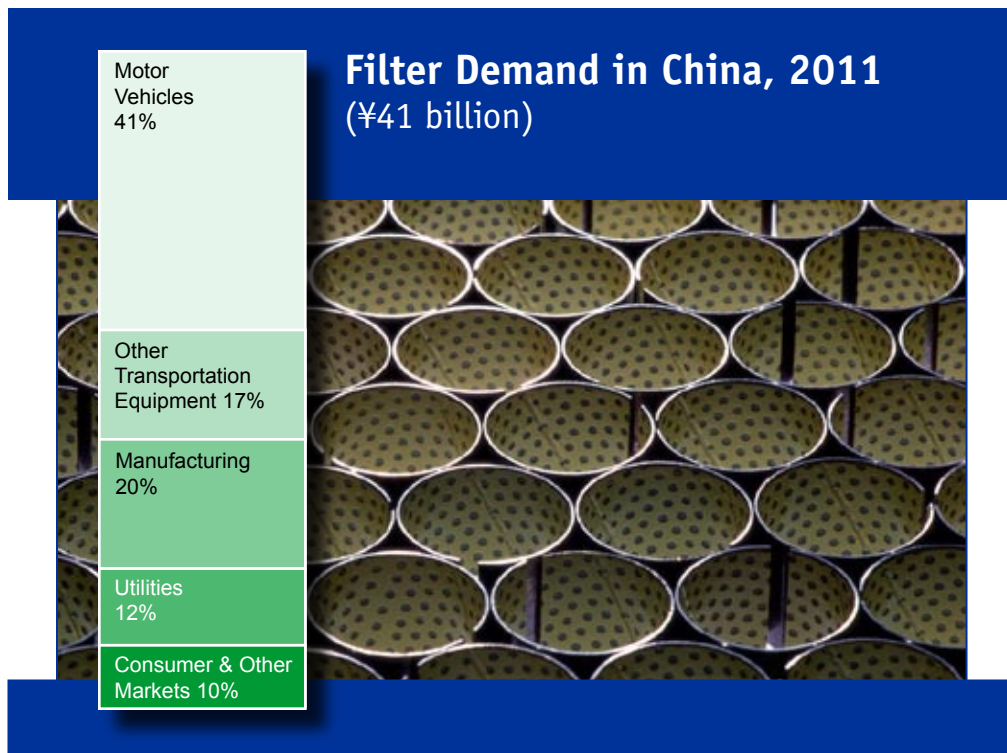 Filter Demand in China, 2011
(¥41 billion)
Motor
Vehicles
41%
Other
Transportation
Equipment 17%
Manufacturing
20%
Utilities
12%
Consumer & Other
Markets 10%